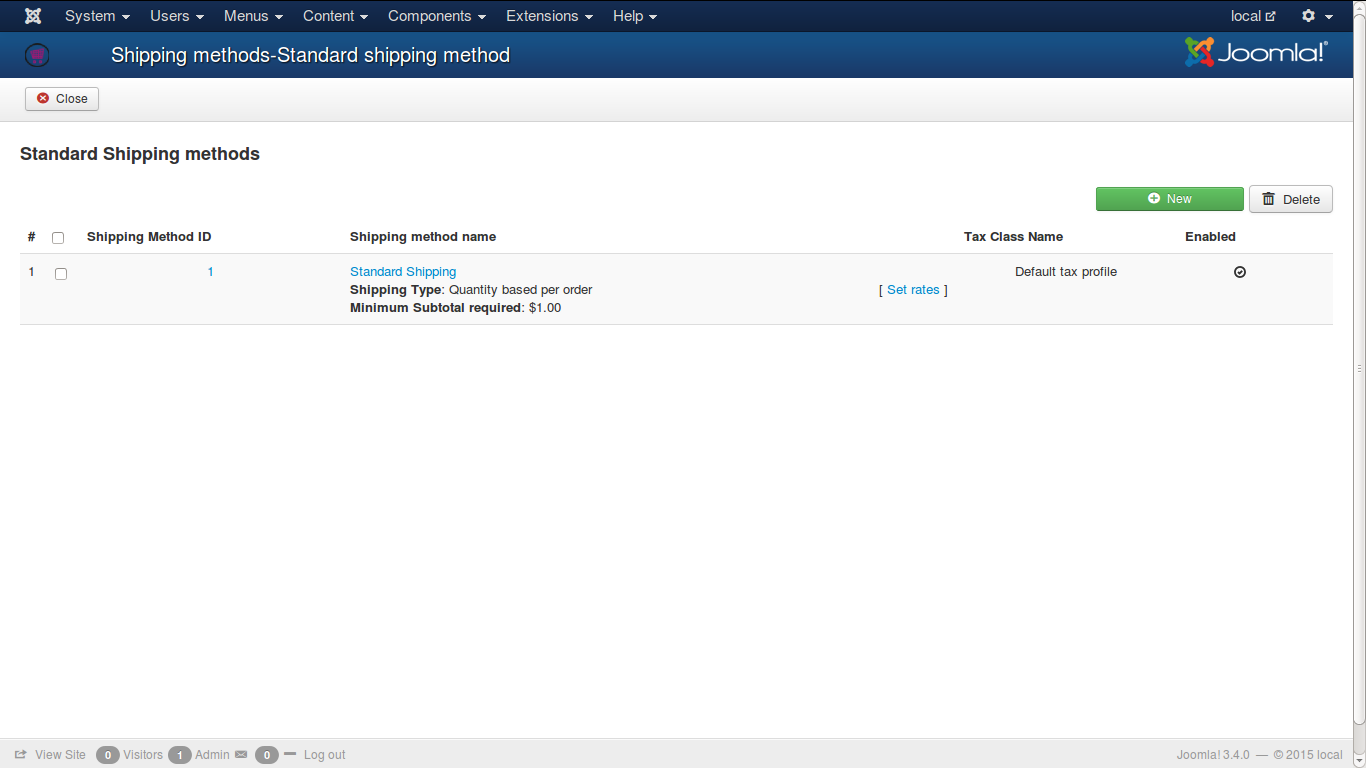 System Users Menus Content Components Extensions Help local
Shipping methods-Standard shipping method Joomla!®
Close
Standard Shipping methods
New Delete
# Shipping Method ID Shipping method name Tax Class Name Enabled
1 1 Standard Shipping Default tax profile
Shipping Type: Quantity based per order [ Set rates ]
Minimum Subtotal required: $1.00
View Site 0 Visitors 1 Admin 0 Log out Joomla! 3.4.0 — © 2015 local